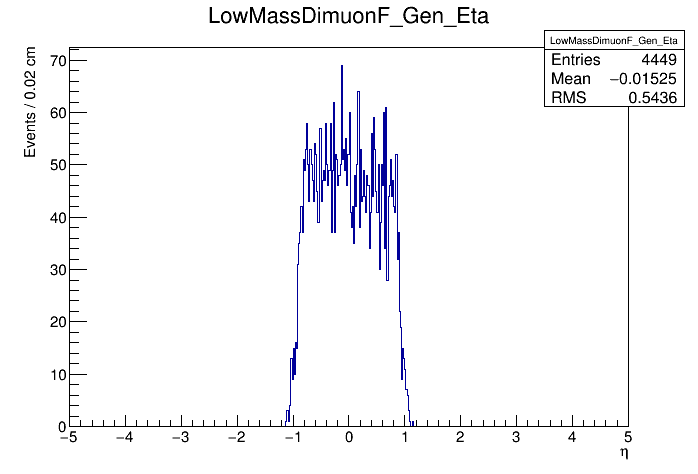 LowMassDimuonF_Gen_Eta
LowMassDimuonF_Gen_Eta
Entries 4449
Mean −0.01525
RMS 0.5436
Events / 0.02 cm
70
60
50
40
30
20
10
0
−5 −4 −3 −2 −1 0 1 2 3 4 5
η